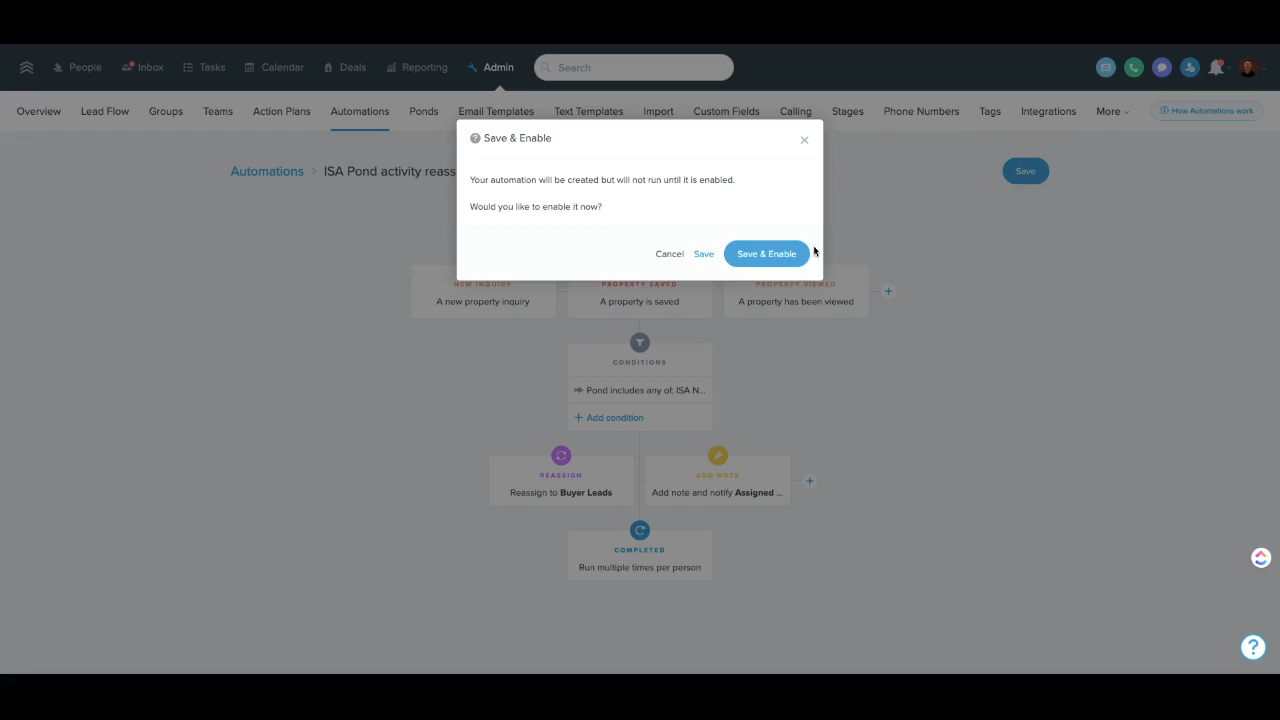 People Inbox Tasks Calendar Deals Reporting Admin Search
Overview Lead Flow Groups Teams Action Plans Automations Ponds Email Templates Text Templates Import Custom Fields Calling Stages Phone Numbers Tags Integrations More How Automations work
Save & Enable
Automations > ISA Pond activity reass
Save
Your automation will be created but will not run until it is enabled.
Would you like to enable it now?
Cancel Save Save & Enable
NEW INQUIRY PROPERTY SAVED PROPERTY VIEWED
A new property inquiry A property is saved A property has been viewed
CONDITIONS
Pond includes any of: ISA N...
+ Add condition
REASSIGN ADD NOTE
Reassign to Buyer Leads Add note and notify Assigned ...
COMPLETED
Run multiple times per person